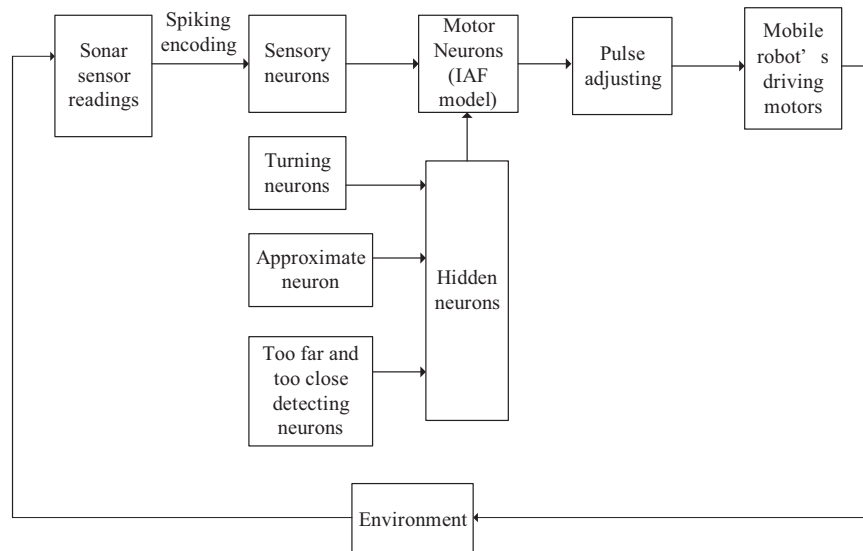 Sonar
sensor
readings
Spiking
encoding
Sensory
neurons
Motor
Neurons
(IAF
model)
Pulse
adjusting
Mobile
robot’ s
driving
motors
Turning
neurons
Approximate
neuron
Too far and
too close
detecting
neurons
Hidden
neurons
Environment